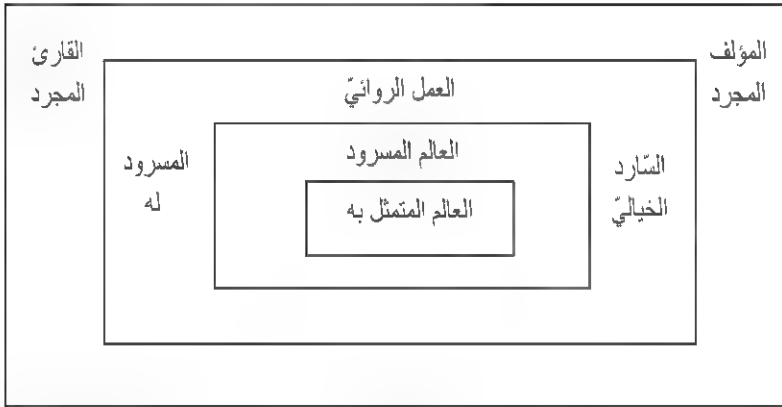 المؤلف
المجرد
القارئ
المجرد
العمل الروائيّ
السّارد
الخياليّ
العالم المسرود
المسرود
له
العالم المتمثل به